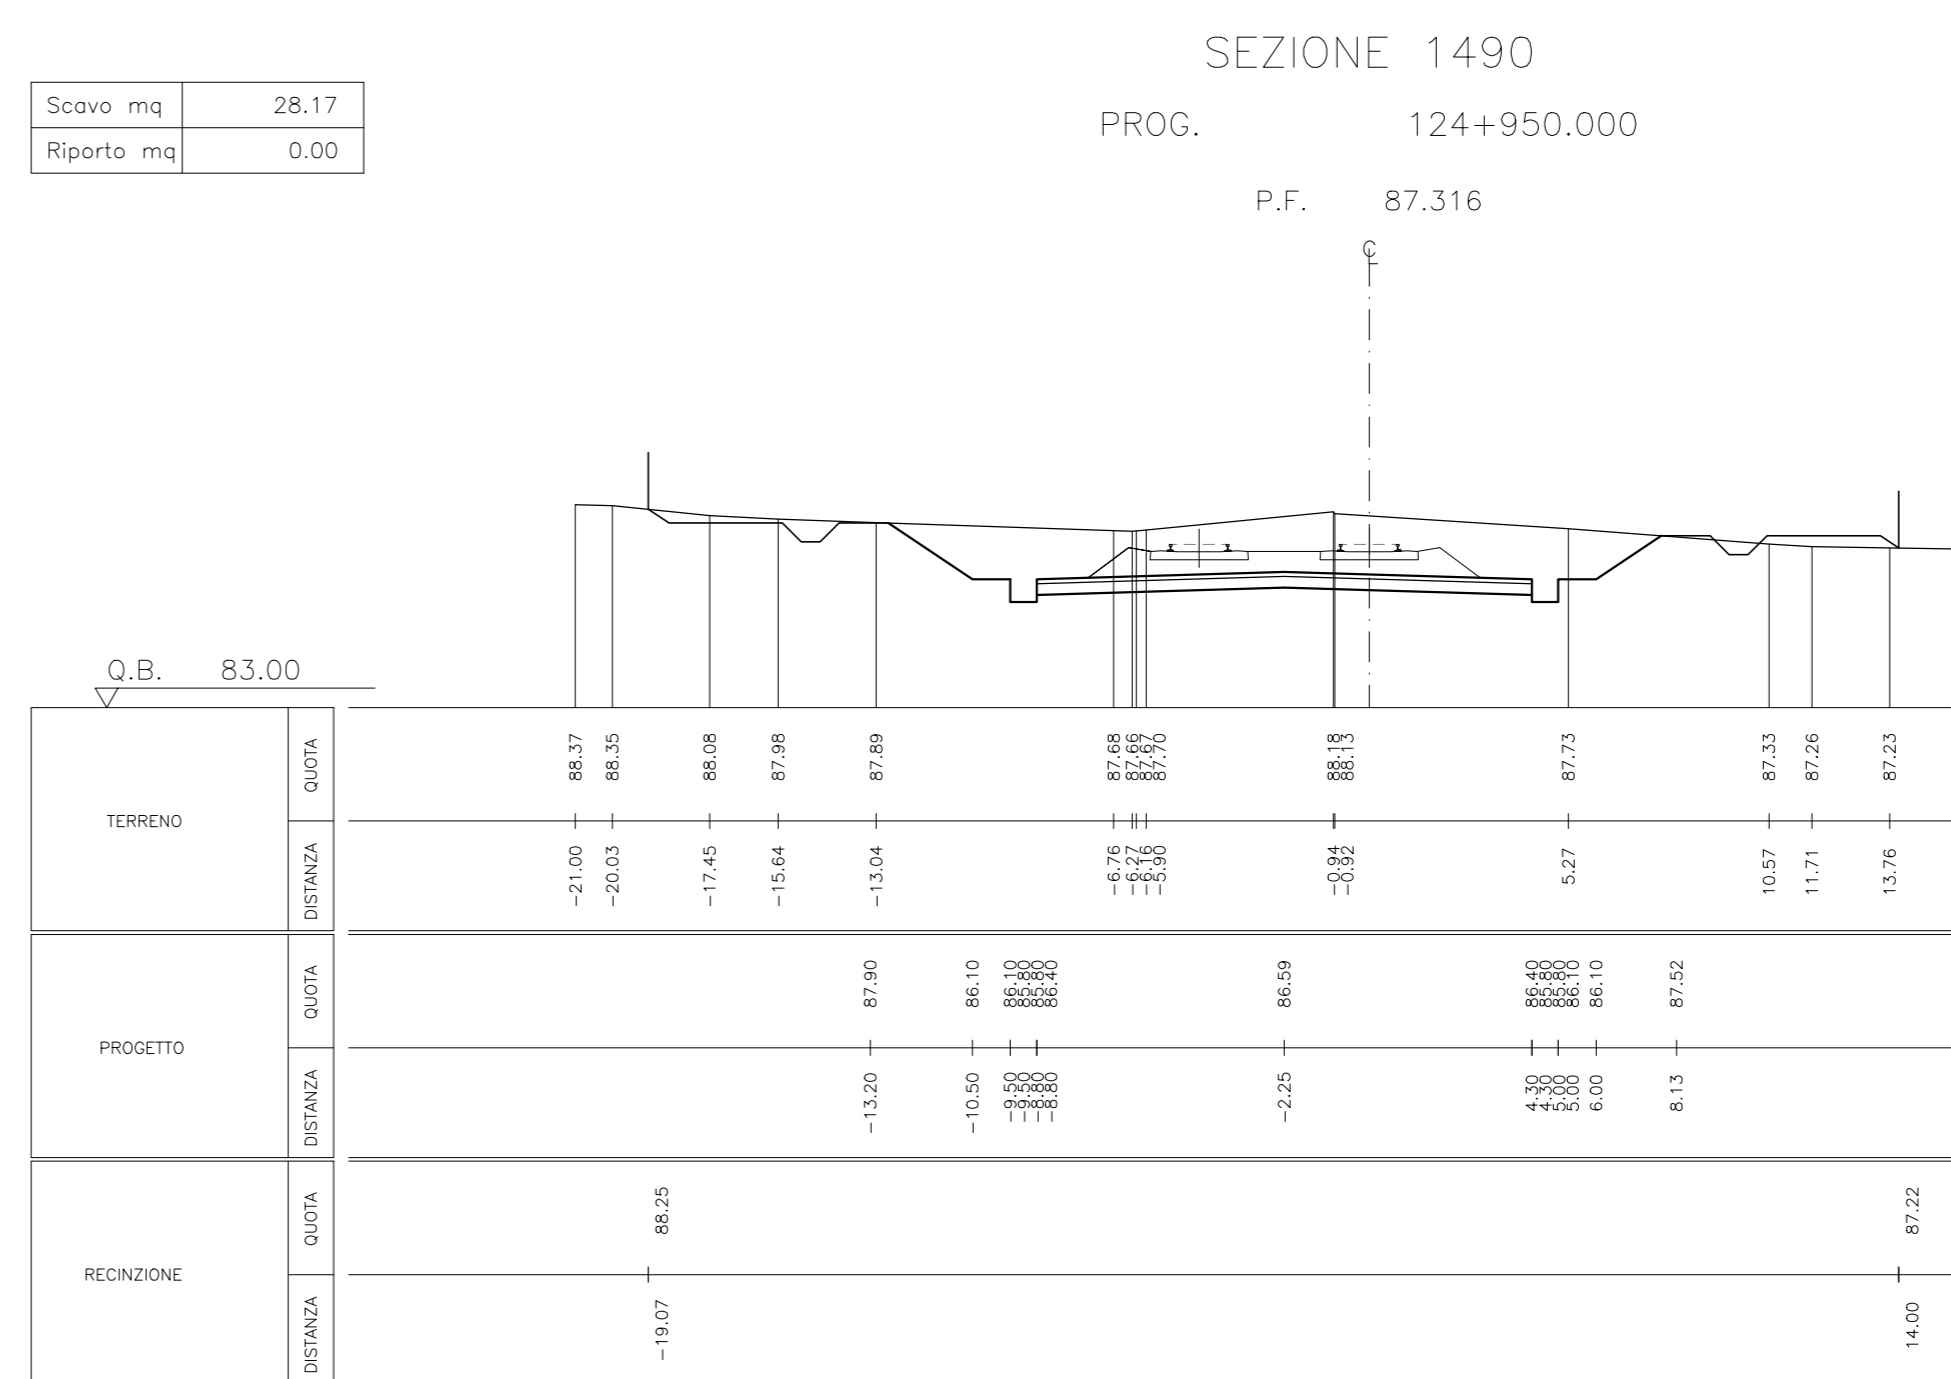 SEZIONE 1490
Scavo mq 28.17
Riporto mq 0.00
PROG. 124+950.000
P.F. 87.316
℄
Q.B. 83.00
TERRENO
QUOTA
88.37 88.35 88.08 87.98 87.89 87.68 87.66 87.67 87.70 88.18 88.13 87.73 87.33 87.26 87.23
DISTANZA
-21.00 -20.03 -17.45 -15.64 -13.04 -6.76 -6.27 -6.16 -5.90 -0.94 -0.92 5.27 10.57 11.71 13.76
PROGETTO
QUOTA
87.90 86.10 86.10 85.80 85.80 86.40 86.59 86.40 85.80 85.80 86.10 86.10 87.52
DISTANZA
-13.20 -10.50 -9.50 -9.50 -8.80 -8.80 -2.25 4.30 4.30 5.00 5.00 6.00 8.13
RECINZIONE
QUOTA
88.25 87.22
DISTANZA
-19.07 14.00